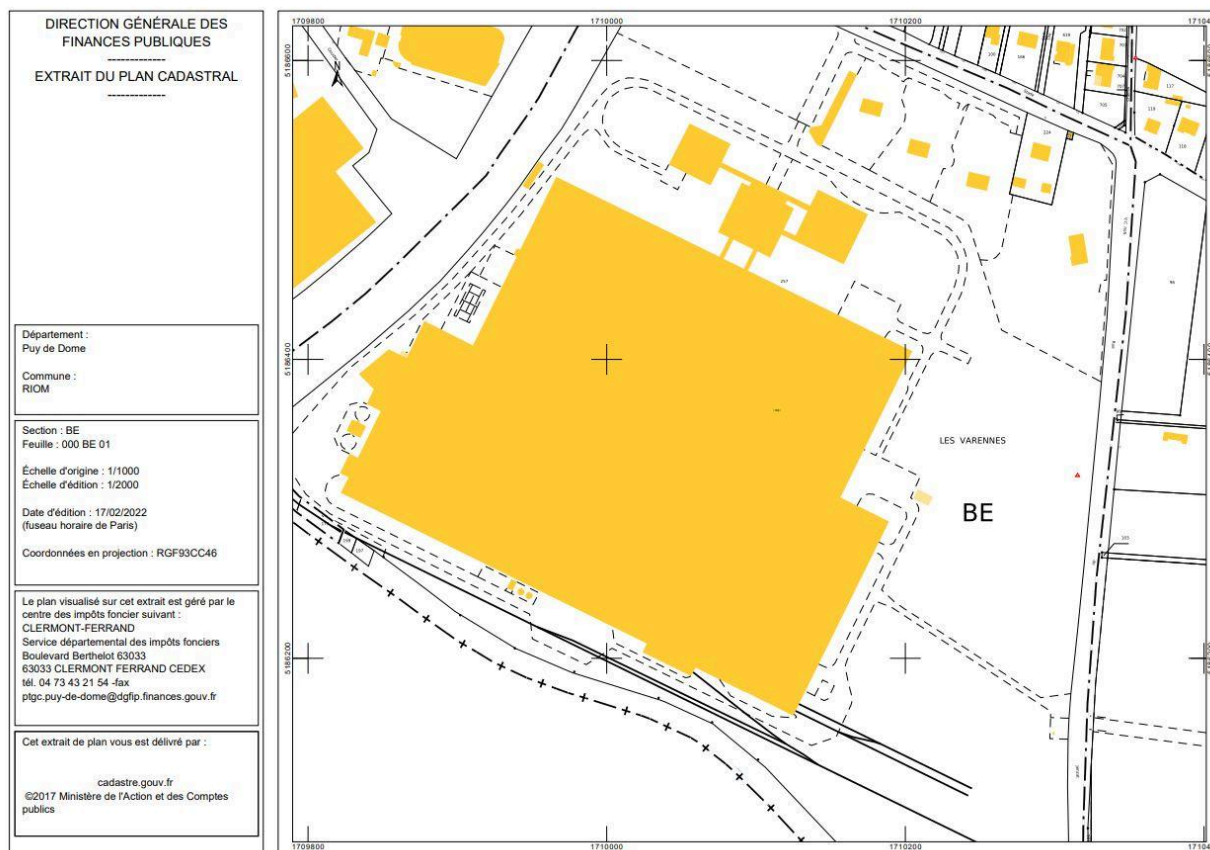 DIRECTION GÉNÉRALE DES
FINANCES PUBLIQUES
-------------
EXTRAIT DU PLAN CADASTRAL
-------------
Département :
Puy de Dome
Commune :
RIOM
Section : BE
Feuille : 000 BE 01
Échelle d'origine : 1/1000
Échelle d'édition : 1/2000
Date d'édition : 17/02/2022
(fuseau horaire de Paris)
Coordonnées en projection : RGF93CC46
Le plan visualisé sur cet extrait est géré par le
centre des impôts foncier suivant :
CLERMONT-FERRAND
Service départemental des impôts fonciers
Boulevard Berthelot 63033
63033 CLERMONT FERRAND CEDEX
tél. 04 73 43 21 54 -fax
ptgc.puy-de-dome@dgfip.finances.gouv.fr
Cet extrait de plan vous est délivré par :
cadastre.gouv.fr
©2017 Ministère de l'Action et des Comptes
publics
1709800
1710000
1710200
5186600
N
5186400
LES VARENNES
BE
5186200
1709800
1710000
1710200